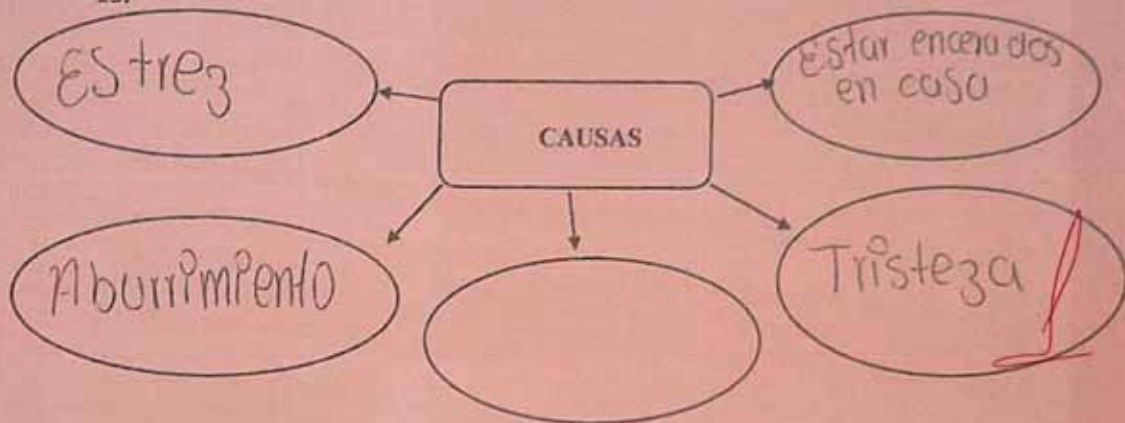 Estrez
Estar encerados
en casa
CAUSAS
Aburrimiento
Tristeza